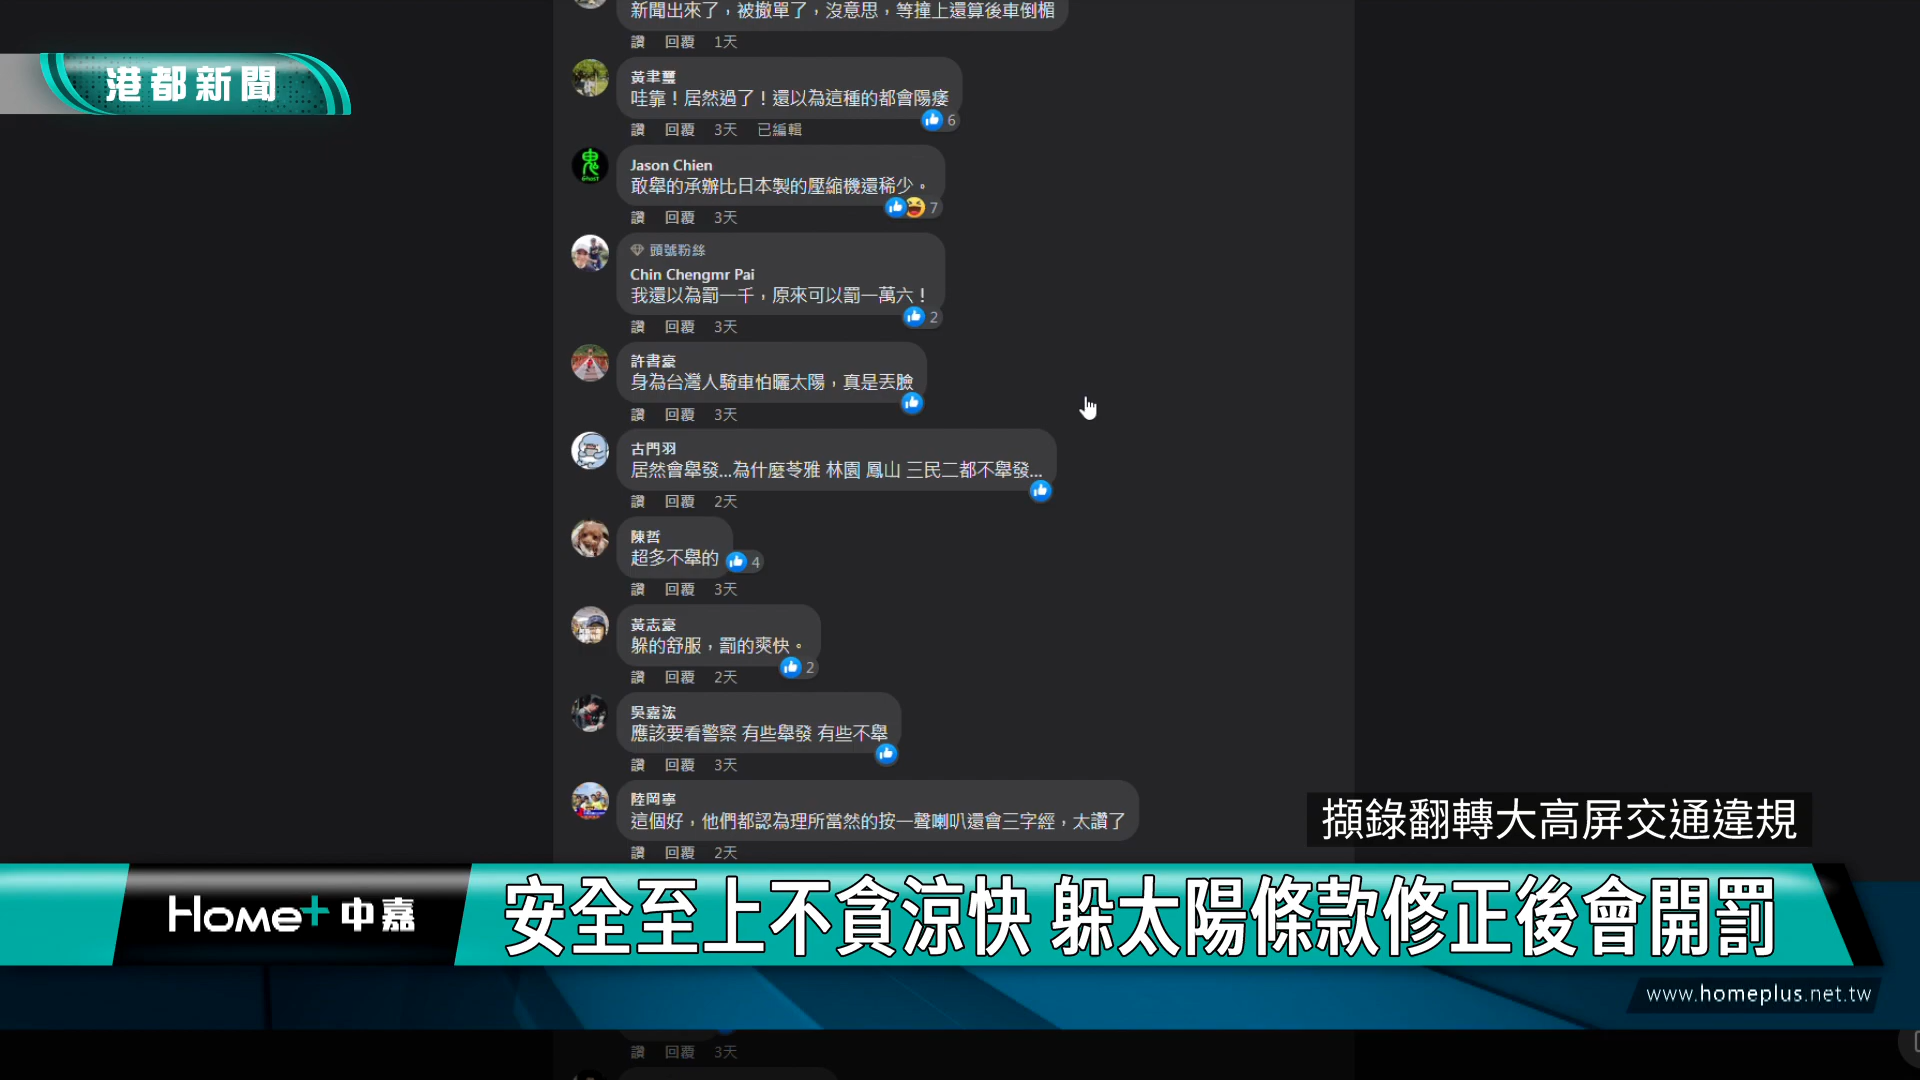 新聞出來了，被撤單了，沒意思，等撞上還算後車倒楣
讚 回覆 1天
港都新聞
黃聿璽
哇靠！居然過了！還以為這種的都會陽痿
6
讚 回覆 3天 已編輯
鬼
GHOST
Jason Chien
敢舉的承辦比日本製的壓縮機還稀少。
7
讚 回覆 3天
頭號粉絲
Chin Chengmr Pai
我還以為罰一千，原來可以罰一萬六！
2
讚 回覆 3天
許書豪
身為台灣人騎車怕曬太陽，真是丟臉
讚 回覆 3天
古門羽
居然會舉發...為什麼苓雅 林園 鳳山 三民二都不舉發...
讚 回覆 2天
陳哲
超多不舉的
4
讚 回覆 3天
黃志豪
躲的舒服，罰的爽快。
2
讚 回覆 2天
吳嘉浤
應該要看警察 有些舉發 有些不舉
讚 回覆 3天
陸岡寧
這個好，他們都認為理所當然的按一聲喇叭還會三字經，太讚了
讚 回覆 2天
擷錄翻轉大高屏交通違規
Home+ 中嘉
安全至上不貪涼快 躲太陽條款修正後會開罰
www.homeplus.net.tw
讚 回覆 3天